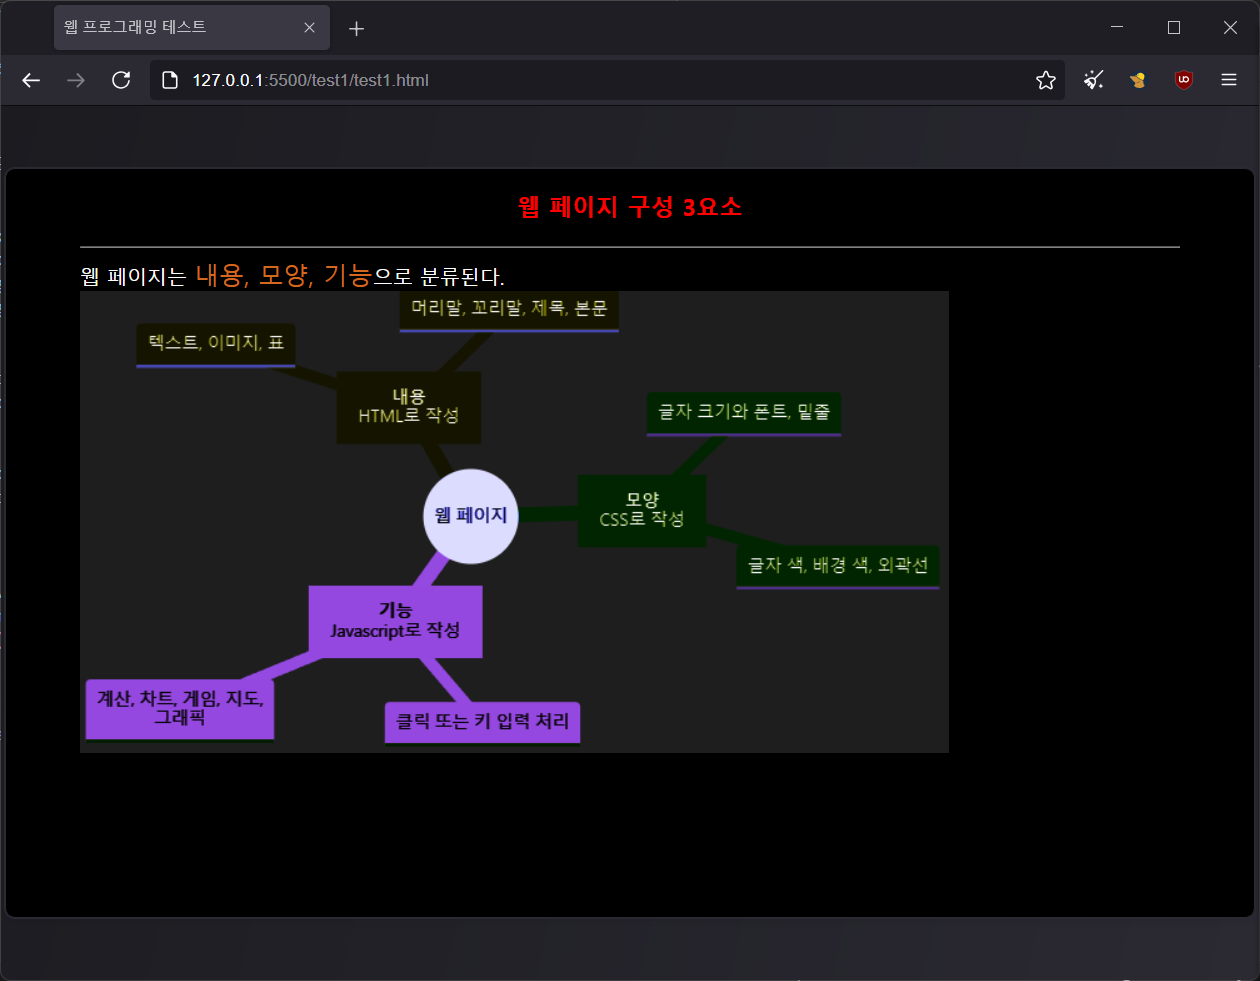 웹 프로그래밍 테스트
127.0.0.1:5500/test1/test1.html
웹 페이지 구성 3요소
웹 페이지는 내용, 모양, 기능으로 분류된다.
머리말, 꼬리말, 제목, 본문
텍스트, 이미지, 표
내용
HTML로 작성
글자 크기와 폰트, 밑줄
모양
CSS로 작성
웹 페이지
글자 색, 배경 색, 외곽선
기능
Javascript로 작성
계산, 차트, 게임, 지도,
그래픽
클릭 또는 키 입력 처리